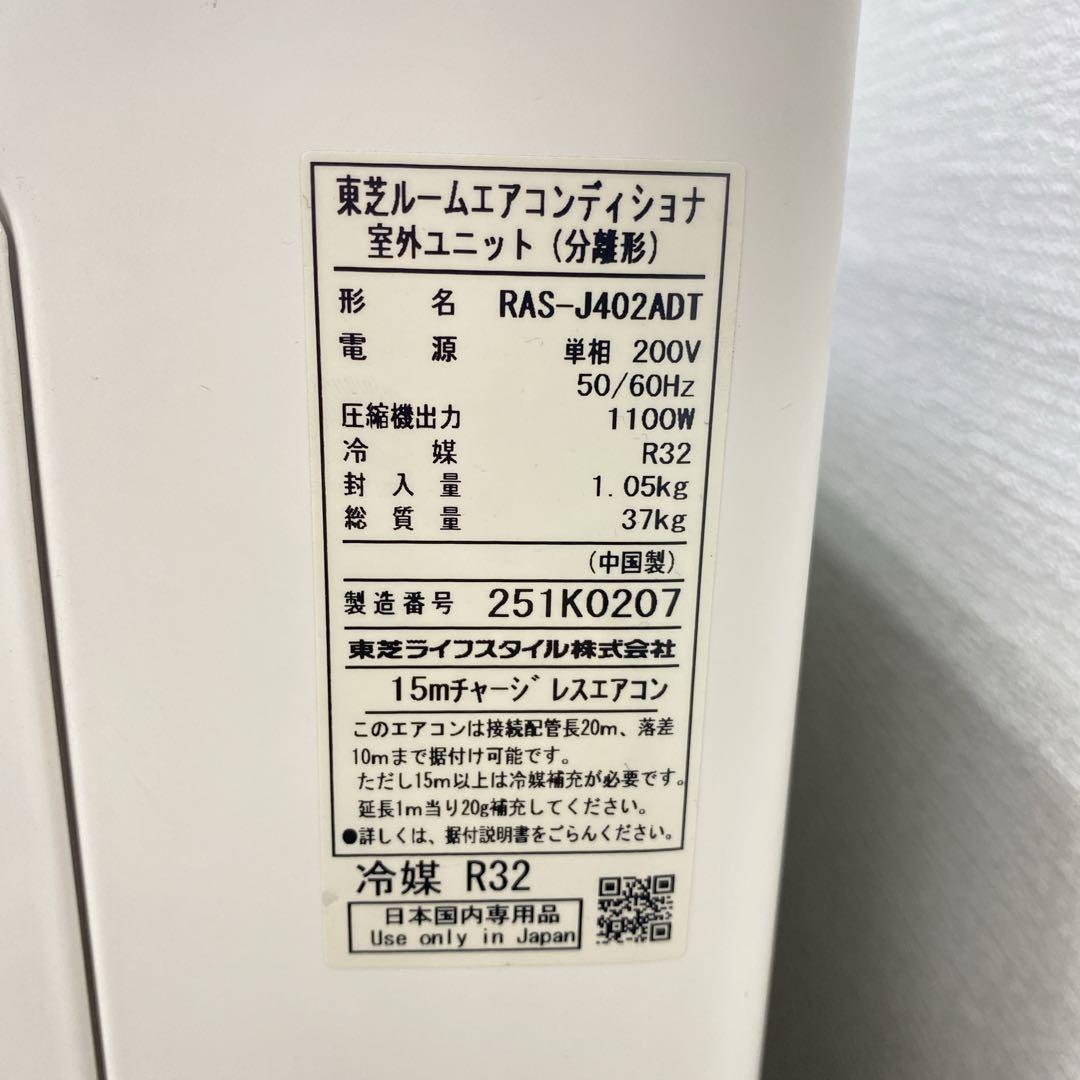 東芝ルームエアコンディショナ
室外ユニット（分離形）
形　名　RAS-J402ADT
電　源　単相 200V
50/60Hz
圧縮機出力　1100W
冷　媒　R32
封入量　1.05kg
総質量　37kg
（中国製）
製造番号　251K0207
東芝ライフスタイル株式会社
15mチャージレスエアコン
このエアコンは接続配管長20m、落差
10mまで据付け可能です。
ただし15m以上は冷媒補充が必要です。
延長1m当り20g補充してください。
●詳しくは、据付説明書をごらんください。
冷媒 R32
日本国内専用品
Use only in Japan